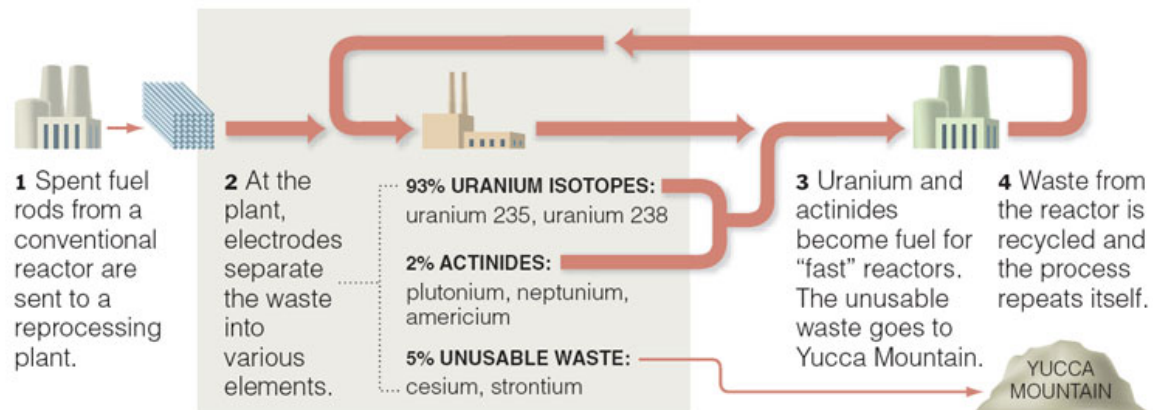 1 Spent fuel
rods from a
conventional
reactor are
sent to a
reprocessing
plant.
2 At the
plant,
electrodes
separate
the waste
into
various
elements.
93% URANIUM ISOTOPES:
uranium 235, uranium 238
2% ACTINIDES:
plutonium, neptunium,
americium
5% UNUSABLE WASTE:
cesium, strontium
3 Uranium and
actinides
become fuel for
“fast” reactors.
The unusable
waste goes to
Yucca Mountain.
4 Waste from
the reactor is
recycled and
the process
repeats itself.
YUCCA
MOUNTAIN